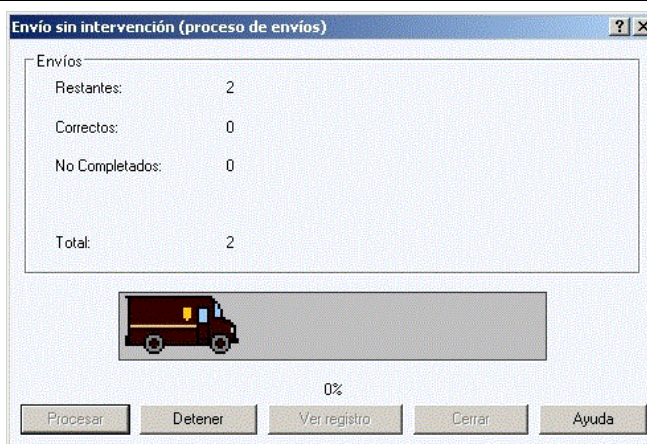 Envío sin intervención (proceso de envíos)
Envíos
Restantes: 2
Correctos: 0
No Completados: 0
Total: 2
0%
Procesar Detener Ver registro Cerrar Ayuda